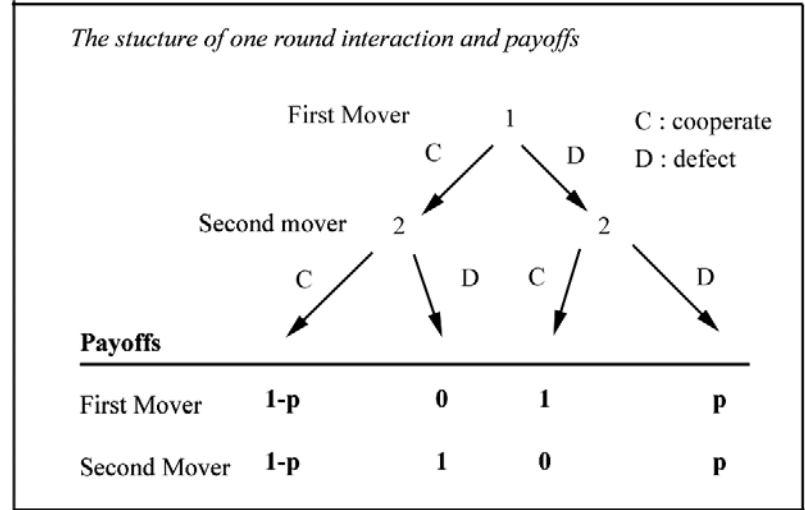 The stucture of one round interaction and payoffs
First Mover 1 C : cooperate
C D D : defect
Second mover 2 2
C D C D
Payoffs
First Mover 1-p 0 1 p
Second Mover 1-p 1 0 p